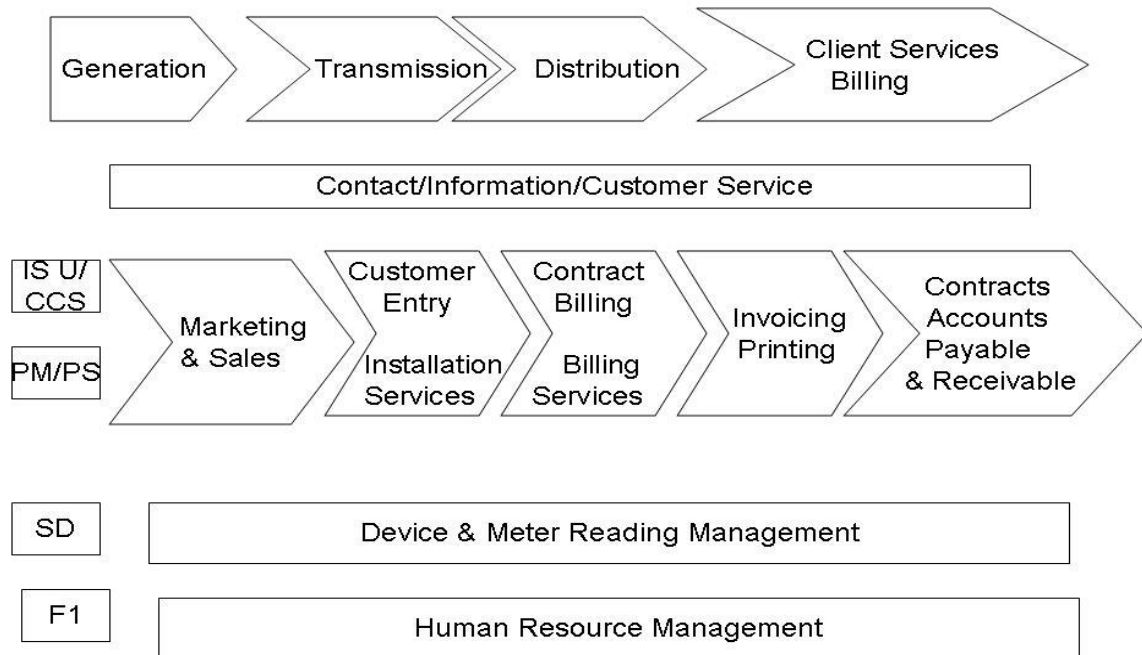 Generation
Transmission
Distribution
Client Services
Billing
Contact/Information/Customer Service
IS U/
CCS
PM/PS
Marketing
& Sales
Customer
Entry
Installation
Services
Contract
Billing
Billing
Services
Invoicing
Printing
Contracts
Accounts
Payable
& Receivable
SD
Device & Meter Reading Management
F1
Human Resource Management